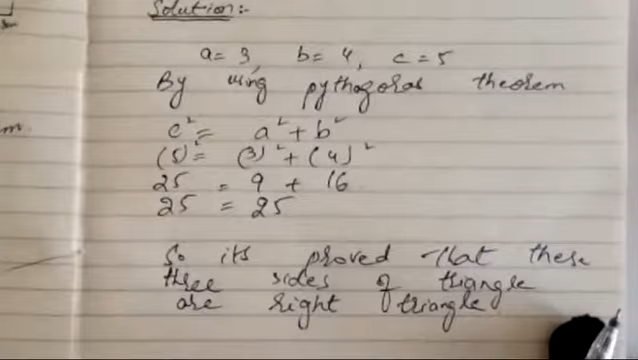 Solution:-
a = 3, b = 4, c = 5
By using pythagoras theorem
c² = a² + b²
(5)² = (3)² + (4)²
25 = 9 + 16
25 = 25
So its proved that these
three sides of triangle
are right triangle